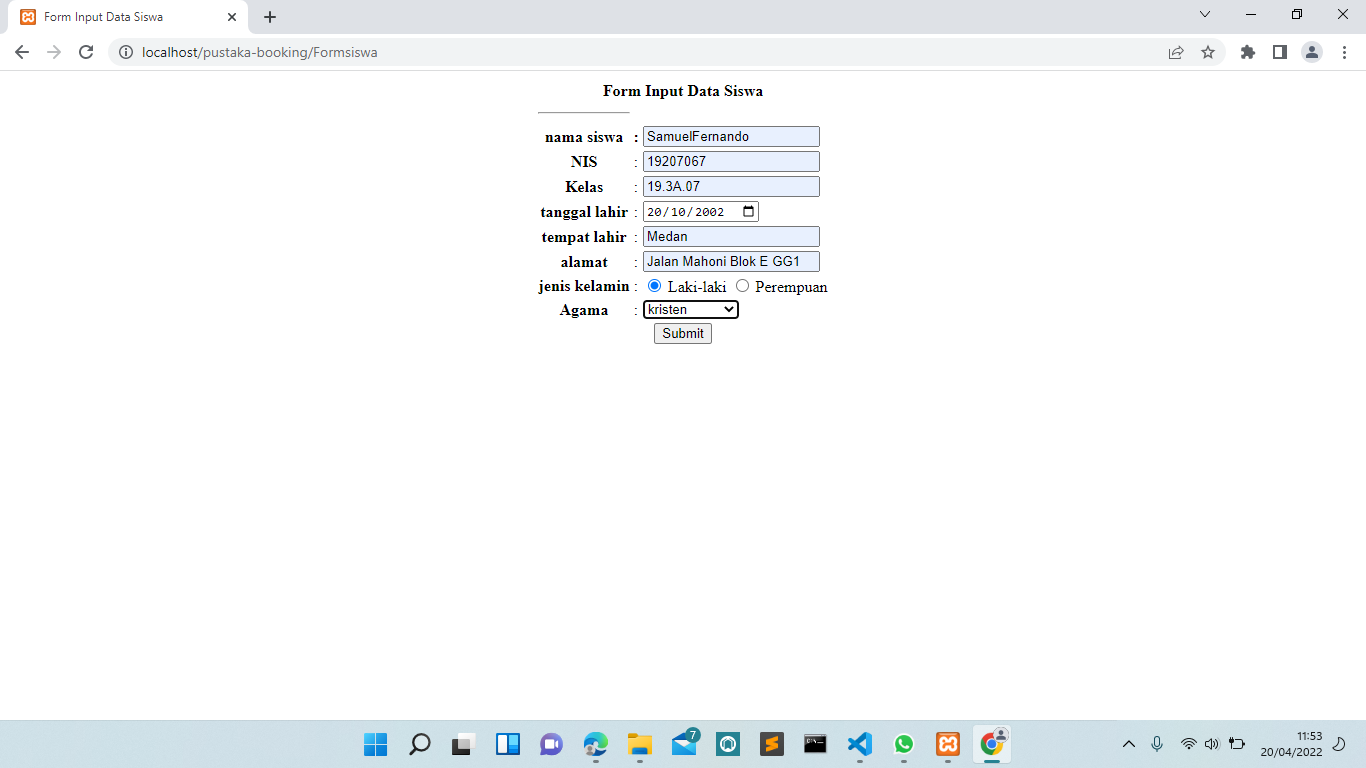 Form Input Data Siswa
localhost/pustaka-booking/Formsiswa
Form Input Data Siswa
nama siswa : SamuelFernando
NIS : 19207067
Kelas : 19.3A.07
tanggal lahir : 20/10/2002
tempat lahir : Medan
alamat : Jalan Mahoni Blok E GG1
jenis kelamin : Laki-laki Perempuan
Agama : kristen
Submit
7
11:53
20/04/2022